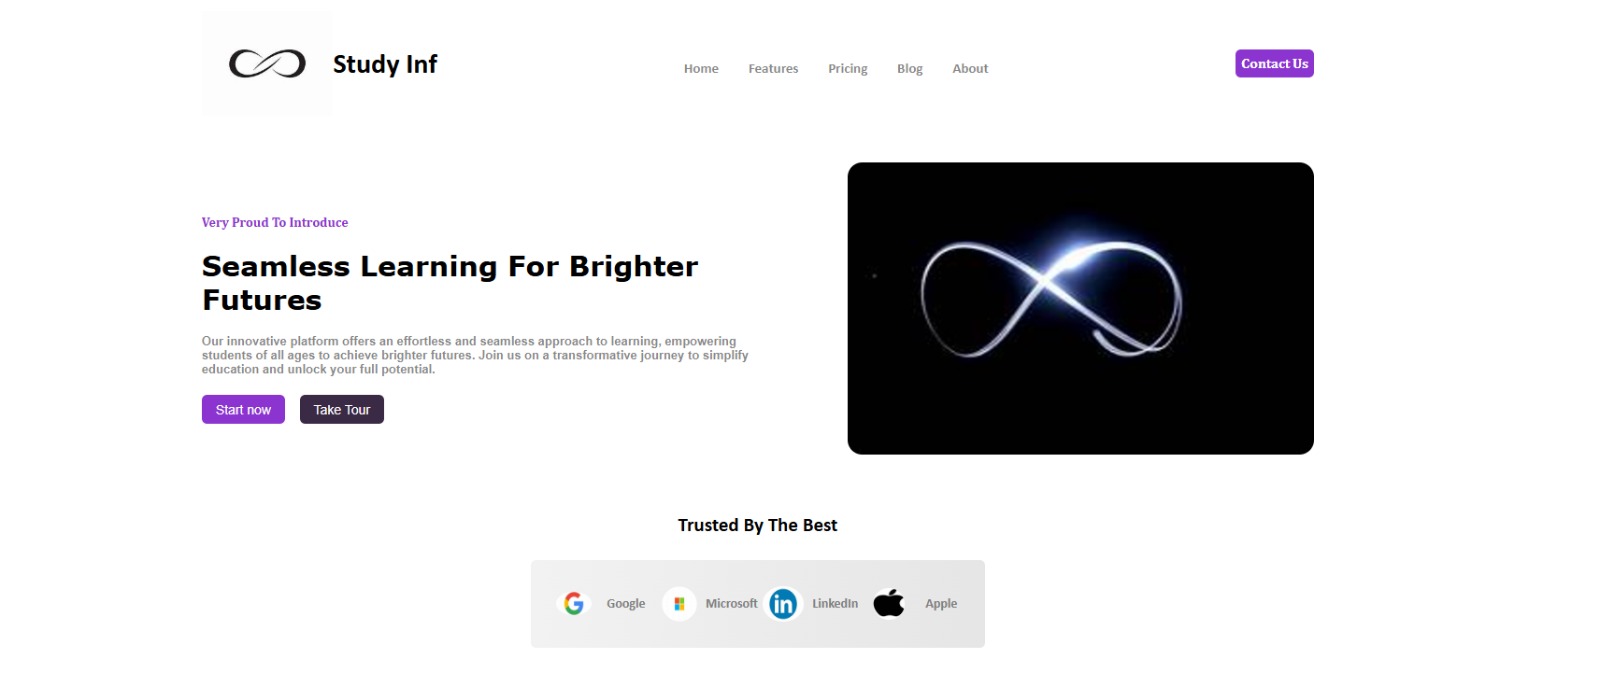 Study Inf
Home Features Pricing Blog About
Contact Us
Very Proud To Introduce
Seamless Learning For Brighter
Futures
Our innovative platform offers an effortless and seamless approach to learning, empowering
students of all ages to achieve brighter futures. Join us on a transformative journey to simplify
education and unlock your full potential.
Start now Take Tour
Trusted By The Best
G Google Microsoft in LinkedIn Apple